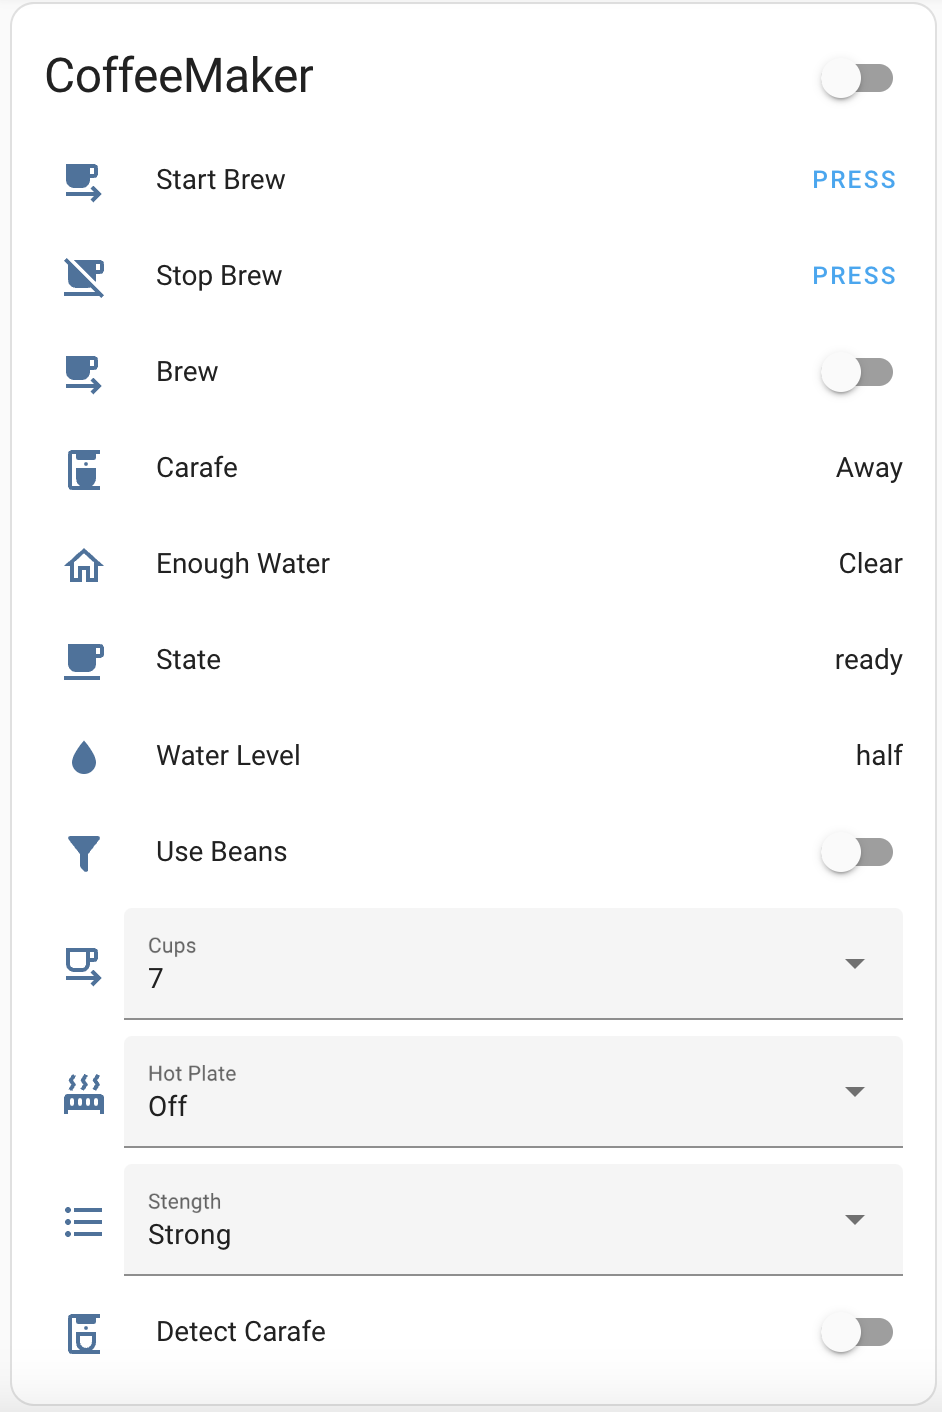 CoffeeMaker
Start Brew PRESS
Stop Brew PRESS
Brew
Carafe Away
Enough Water Clear
State ready
Water Level half
Use Beans
Cups
7
Hot Plate
Off
Stength
Strong
Detect Carafe